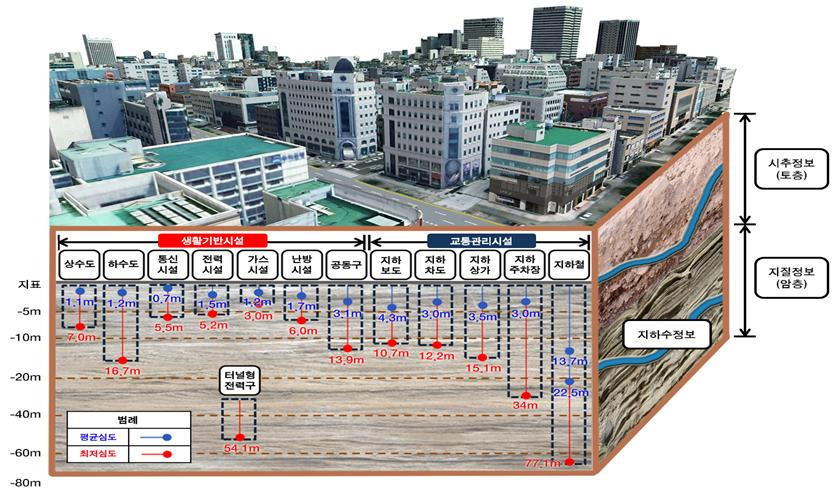 생활기반시설
교통관리시설
상수도
하수도
통신
시설
전력
시설
가스
시설
난방
시설
공동구
지하
보도
지하
차도
지하
상가
지하
주차장
지하철
지표
-5m
-10m
-20m
-40m
-60m
-80m
1.1m
1.2m
0.7m
1.5m
1.2m
1.7m
3.1m
4.3m
3.0m
3.5m
3.0m
13.7m
22.5m
7.0m
16.7m
5.5m
5.2m
3.0m
6.0m
13.9m
10.7m
12.2m
15.1m
34m
77.1m
터널형
전력구
54.1m
범례
평균심도
최저심도
시추정보
(토층)
지질정보
(암층)
지하수정보